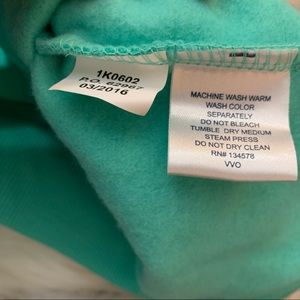 1K0602
P.O. 62967
03/2016
MACHINE WASH WARM
WASH COLOR
SEPARATELY
DO NOT BLEACH
TUMBLE DRY MEDIUM
STEAM PRESS
DO NOT DRY CLEAN
RN# 134578
VVO